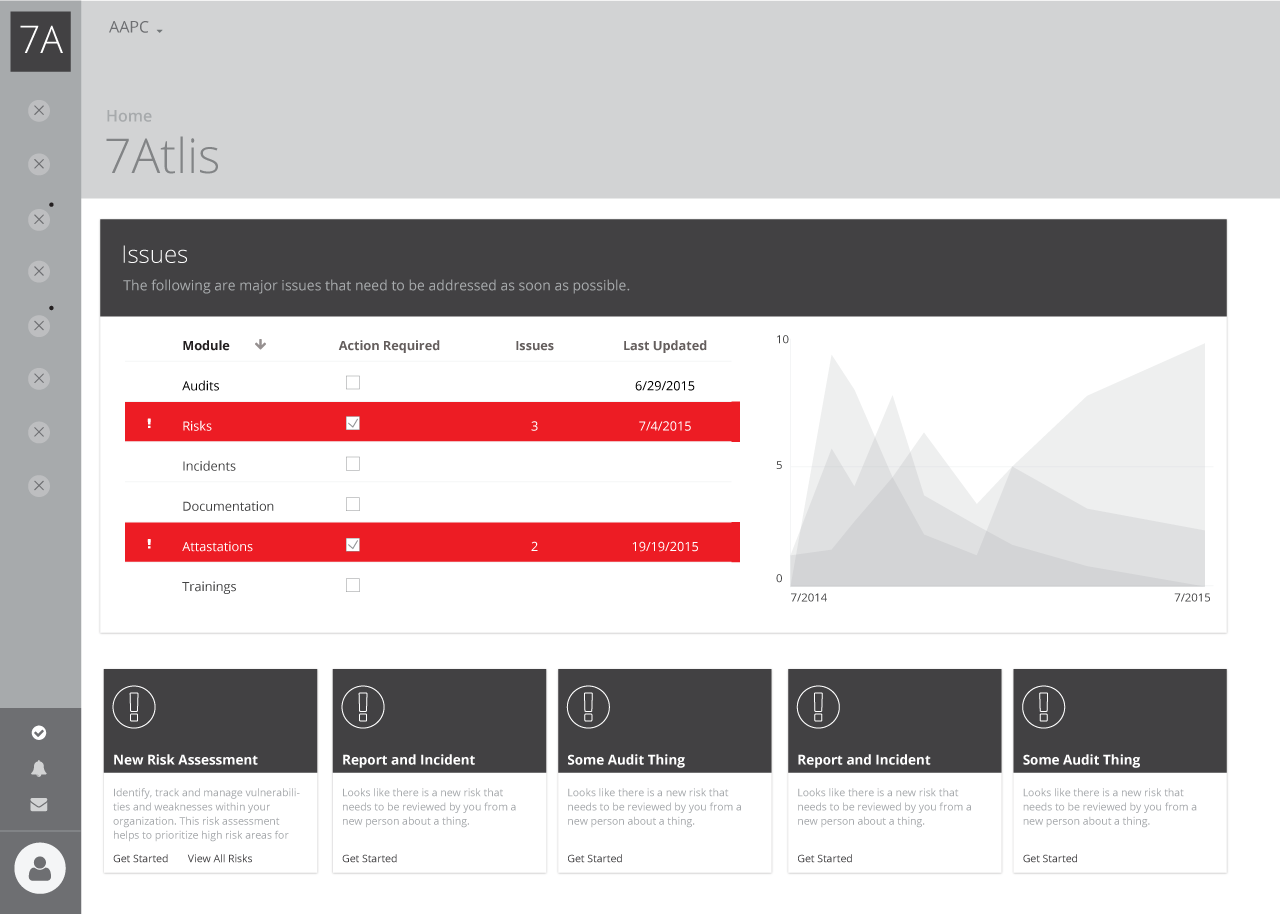 7A
AAPC
Home
7Atlis
Issues
The following are major issues that need to be addressed as soon as possible.
Module Action Required Issues Last Updated
Audits 6/29/2015
! Risks 3 7/4/2015
Incidents
Documentation
! Attastations 2 19/19/2015
Trainings
10
5
0
7/2014 7/2015
New Risk Assessment
Identify, track and manage vulnerabili-
ties and weaknesses within your
organization. This risk assessment
helps to prioritize high risk areas for
Get Started View All Risks
Report and Incident
Looks like there is a new risk that
needs to be reviewed by you from a
new person about a thing.
Get Started
Some Audit Thing
Looks like there is a new risk that
needs to be reviewed by you from a
new person about a thing.
Get Started
Report and Incident
Looks like there is a new risk that
needs to be reviewed by you from a
new person about a thing.
Get Started
Some Audit Thing
Looks like there is a new risk that
needs to be reviewed by you from a
new person about a thing.
Get Started